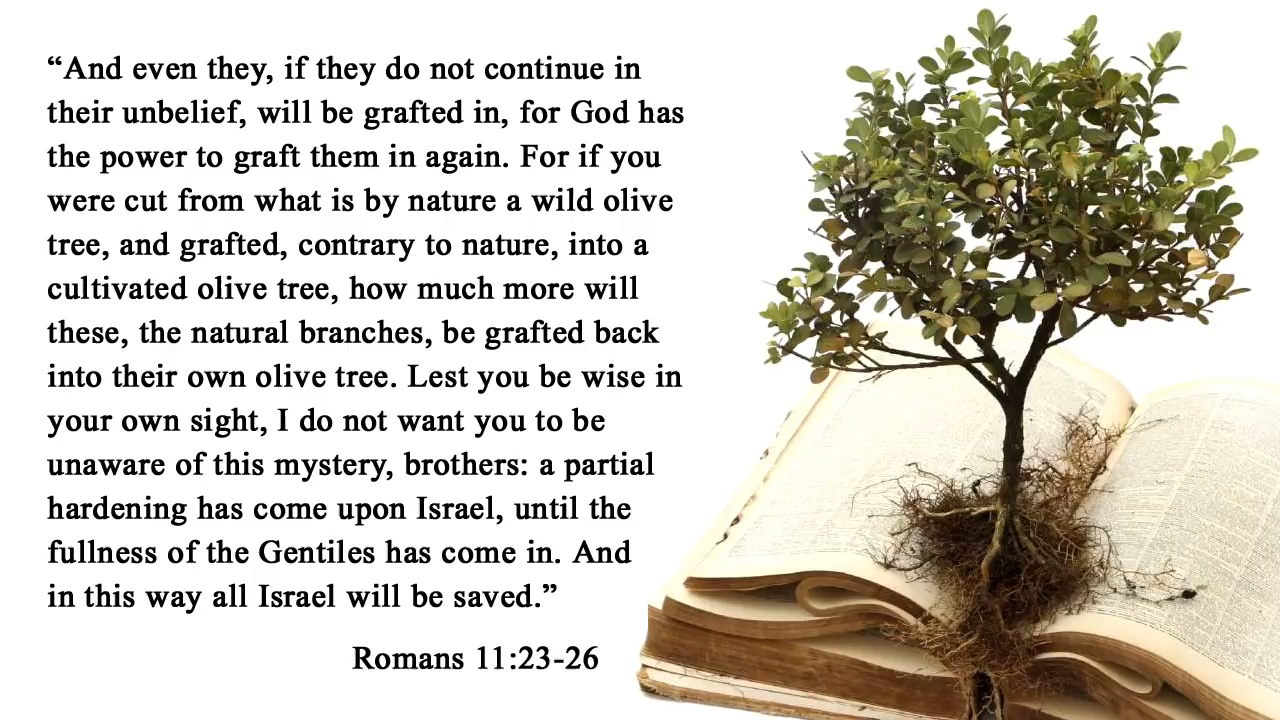 “And even they, if they do not continue in
their unbelief, will be grafted in, for God has
the power to graft them in again. For if you
were cut from what is by nature a wild olive
tree, and grafted, contrary to nature, into a
cultivated olive tree, how much more will
these, the natural branches, be grafted back
into their own olive tree. Lest you be wise in
your own sight, I do not want you to be
unaware of this mystery, brothers: a partial
hardening has come upon Israel, until the
fullness of the Gentiles has come in. And
in this way all Israel will be saved.”
Romans 11:23-26